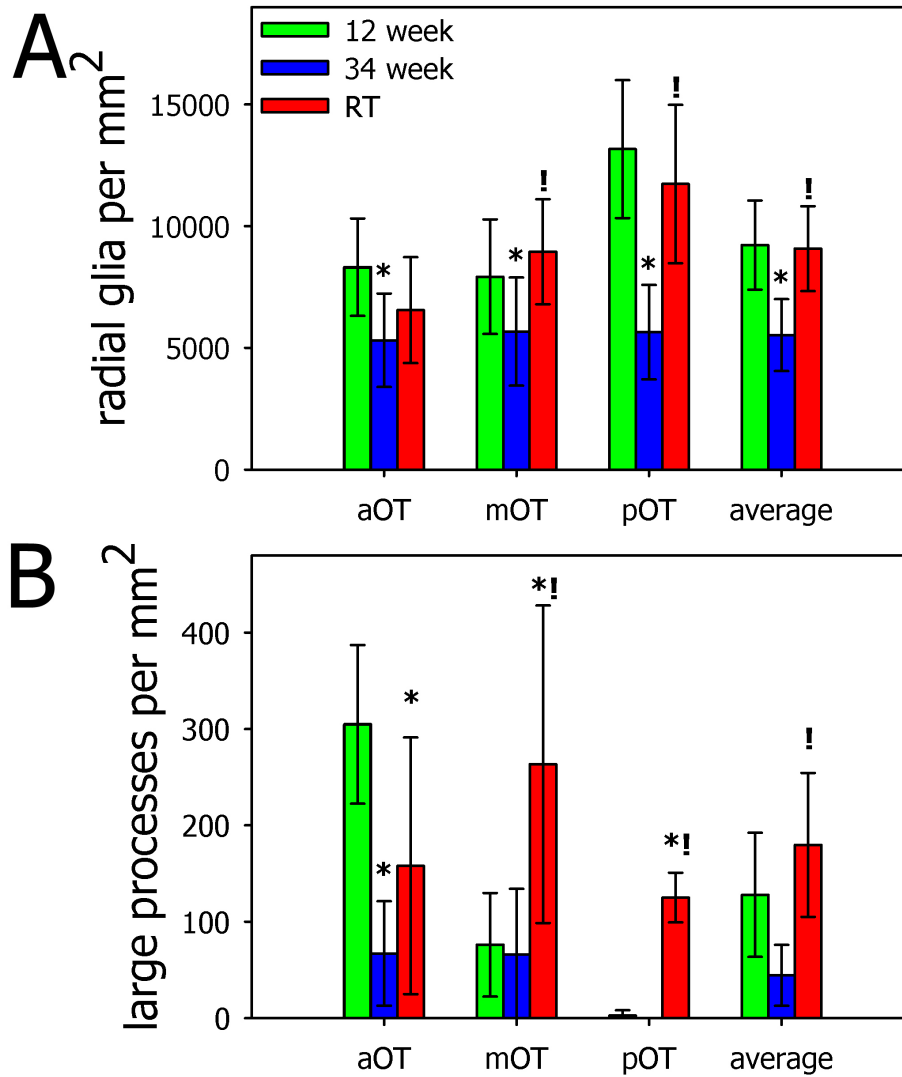 A
12 week
34 week
RT
radial glia per mm2
15000
10000
5000
0
!
!
!
*
*
*
*
aOT
mOT
pOT
average
B
large processes per mm2
400
300
200
100
0
*!
*
!
*!
*
aOT
mOT
pOT
average